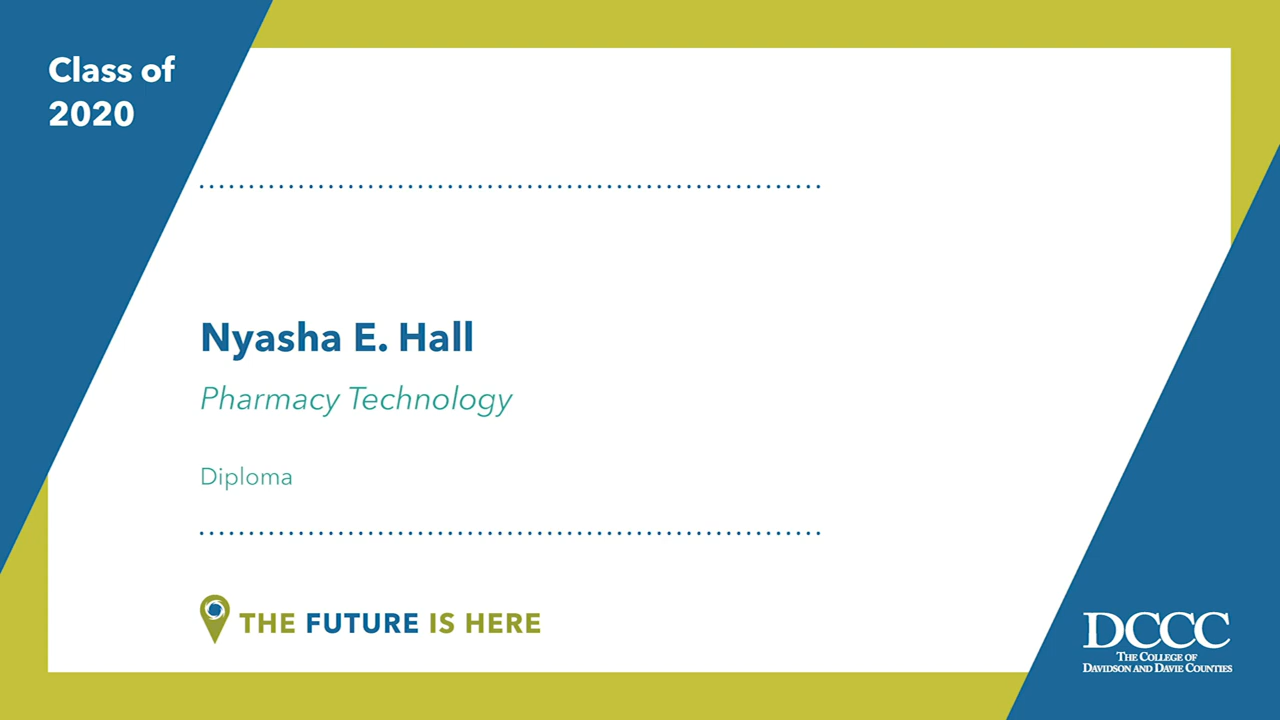 Class of
2020
Nyasha E. Hall
Pharmacy Technology
Diploma
THE FUTURE IS HERE
DCCC
THE COLLEGE OF
DAVIDSON AND DAVIE COUNTIES